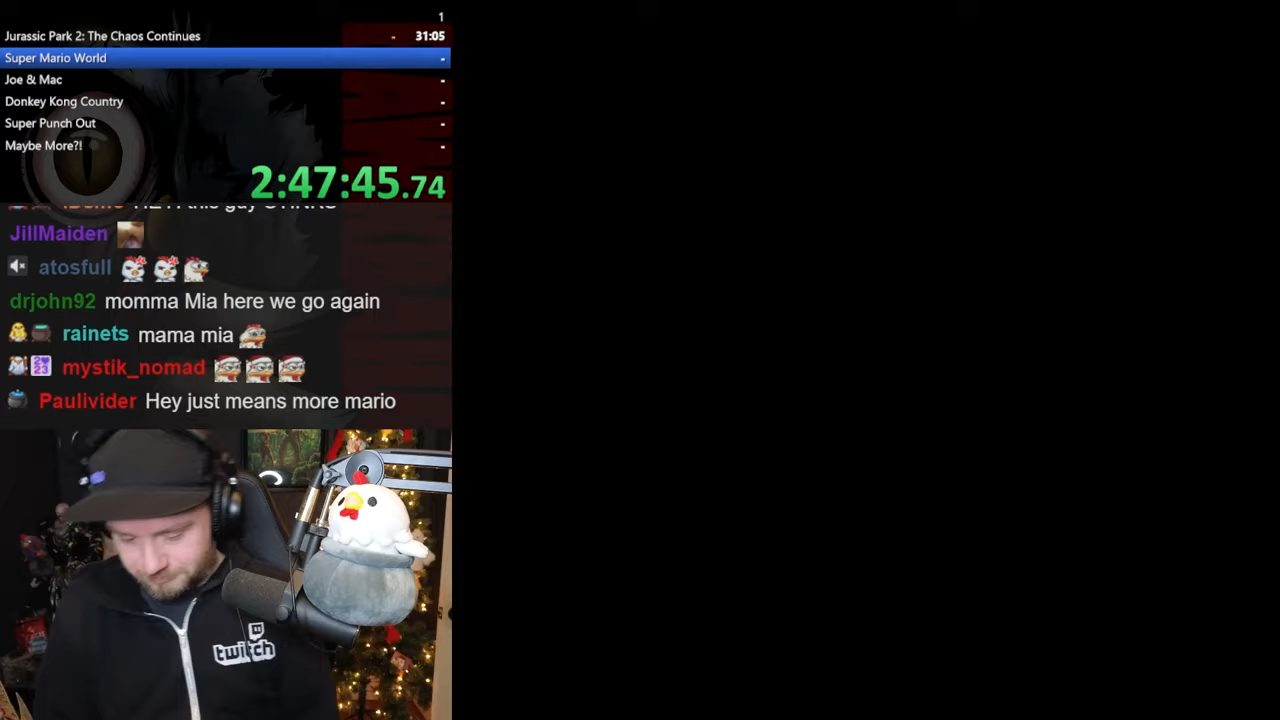 1
Jurassic Park 2: The Chaos Continues - 31:05
Super Mario World -
Joe & Mac -
Donkey Kong Country -
Super Punch Out -
Maybe More?! -
2:47:45.74
this guy
JillMaiden
atosfull
drjohn92 momma Mia here we go again
rainets mama mia
mystik_nomad
Paulivider Hey just means more mario
twitch